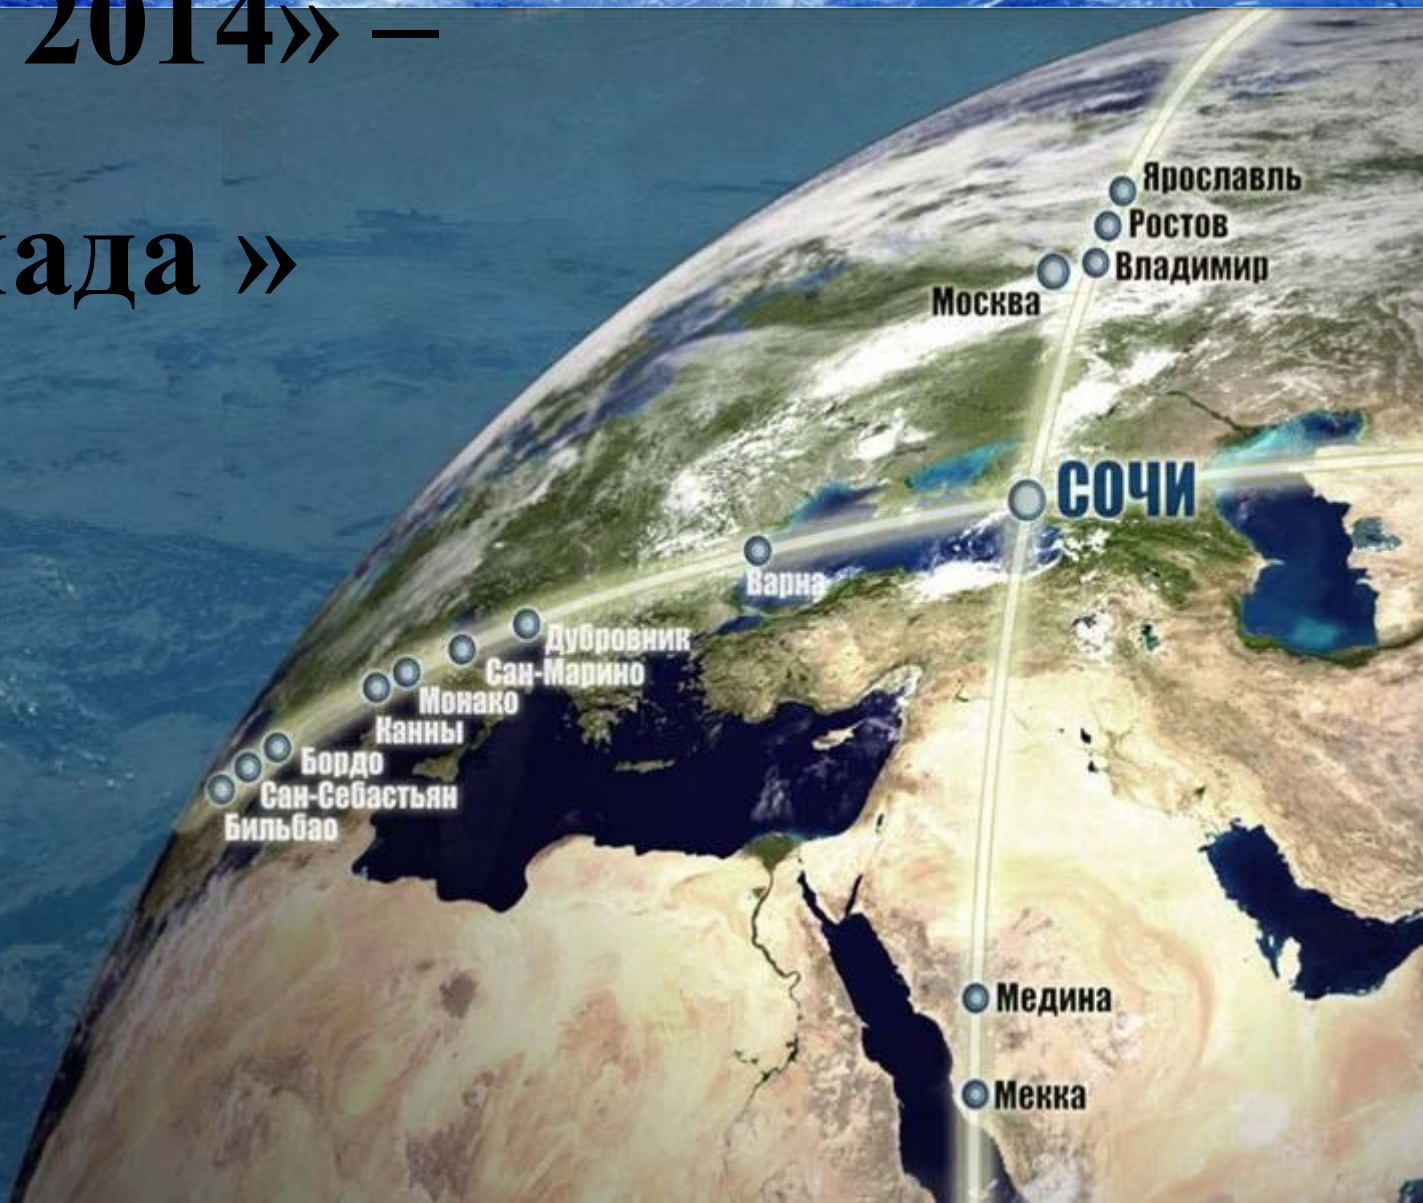 2014» –
ада »
Ярославль
Ростов
Владимир
Москва
СОЧИ
Варна
Дубровник
Сан-Марино
Монако
Канны
Бордо
Сан-Себастьян
Бильбао
Медина
Мекка